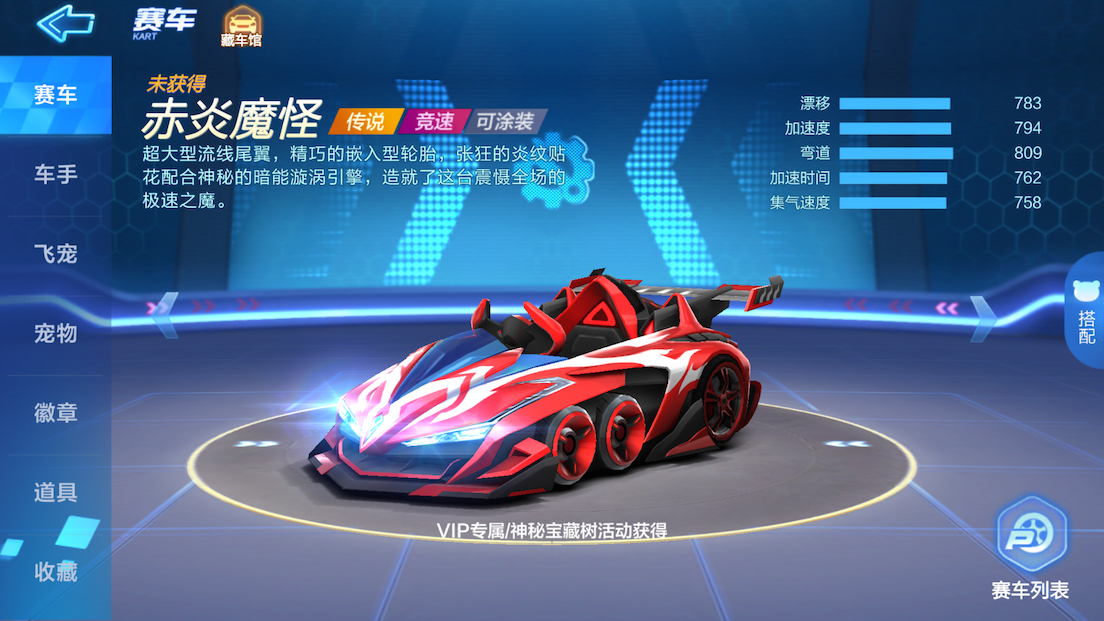 赛车
KART
藏车馆
赛车
车手
飞宠
宠物
徽章
道具
收藏
未获得
赤炎魔怪
传说
竞速
可涂装
超大型流线尾翼，精巧的嵌入型轮胎，张狂的炎纹贴
花配合神秘的暗能漩涡引擎，造就了这台震慑全场的
极速之魔。
漂移 783
加速度 794
弯道 809
加速时间 762
集气速度 758
搭配
VIP专属/神秘宝藏树活动获得
赛车列表